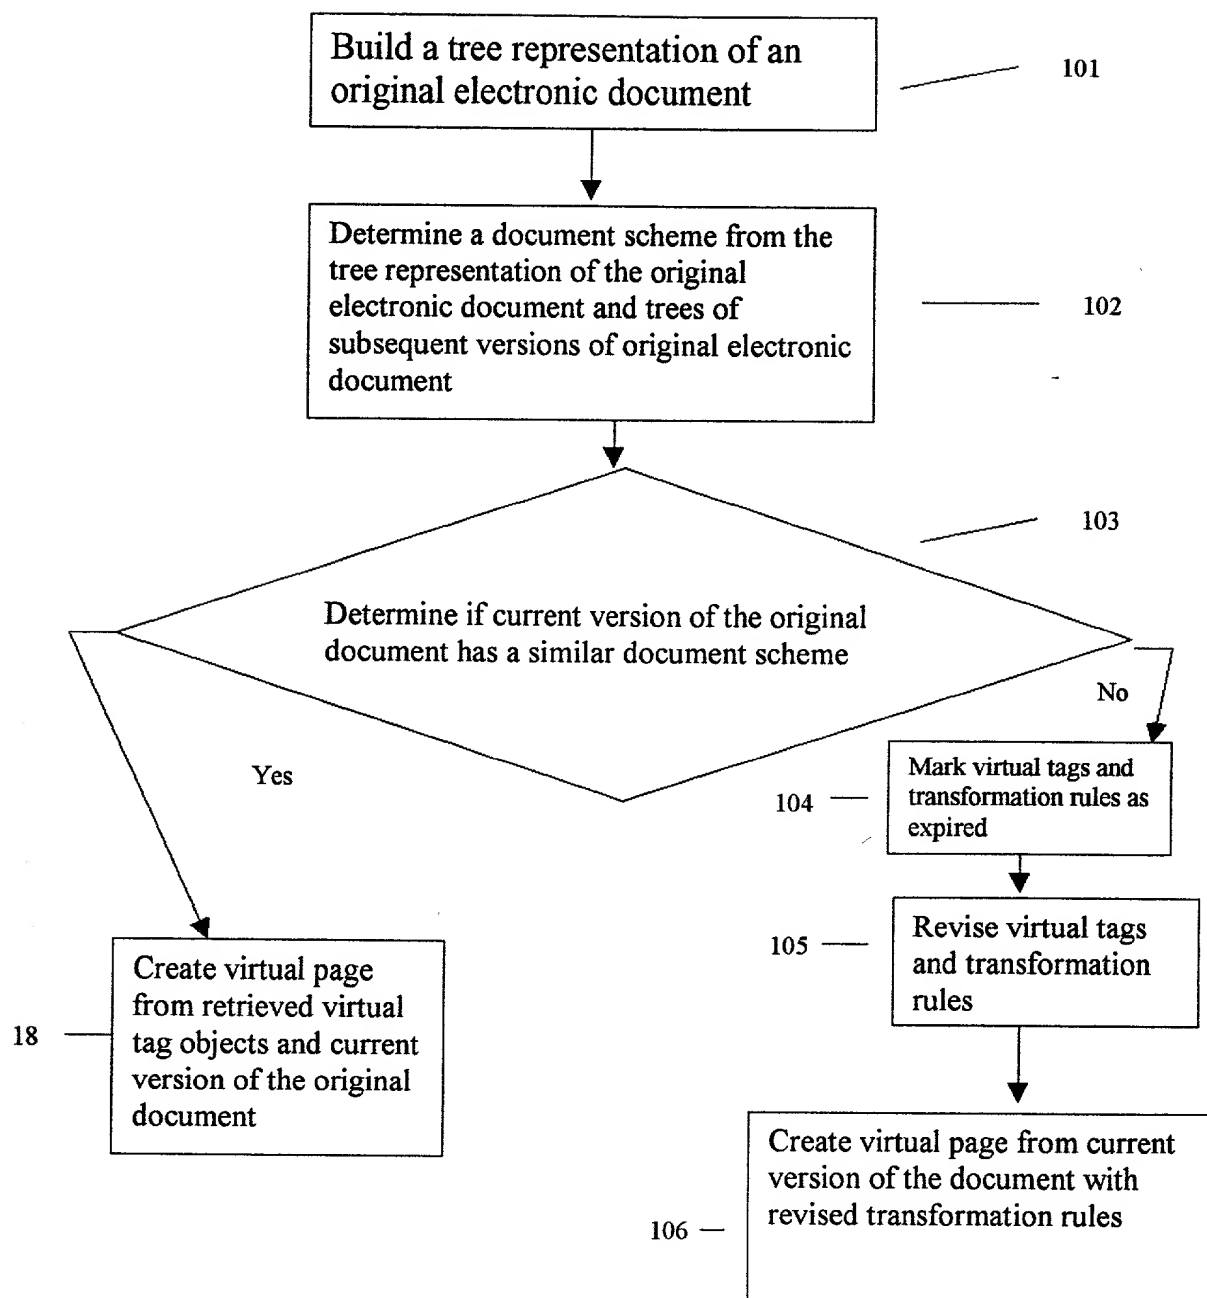 Build a tree representation of an
original electronic document
101
Determine a document scheme from the
tree representation of the original
electronic document and trees of
subsequent versions of original electronic
document
102
103
Determine if current version of the original
document has a similar document scheme
No
Yes
104
Mark virtual tags and
transformation rules as
expired
105
Revise virtual tags
and transformation
rules
18
Create virtual page
from retrieved virtual
tag objects and current
version of the original
document
106
Create virtual page from current
version of the document with
revised transformation rules